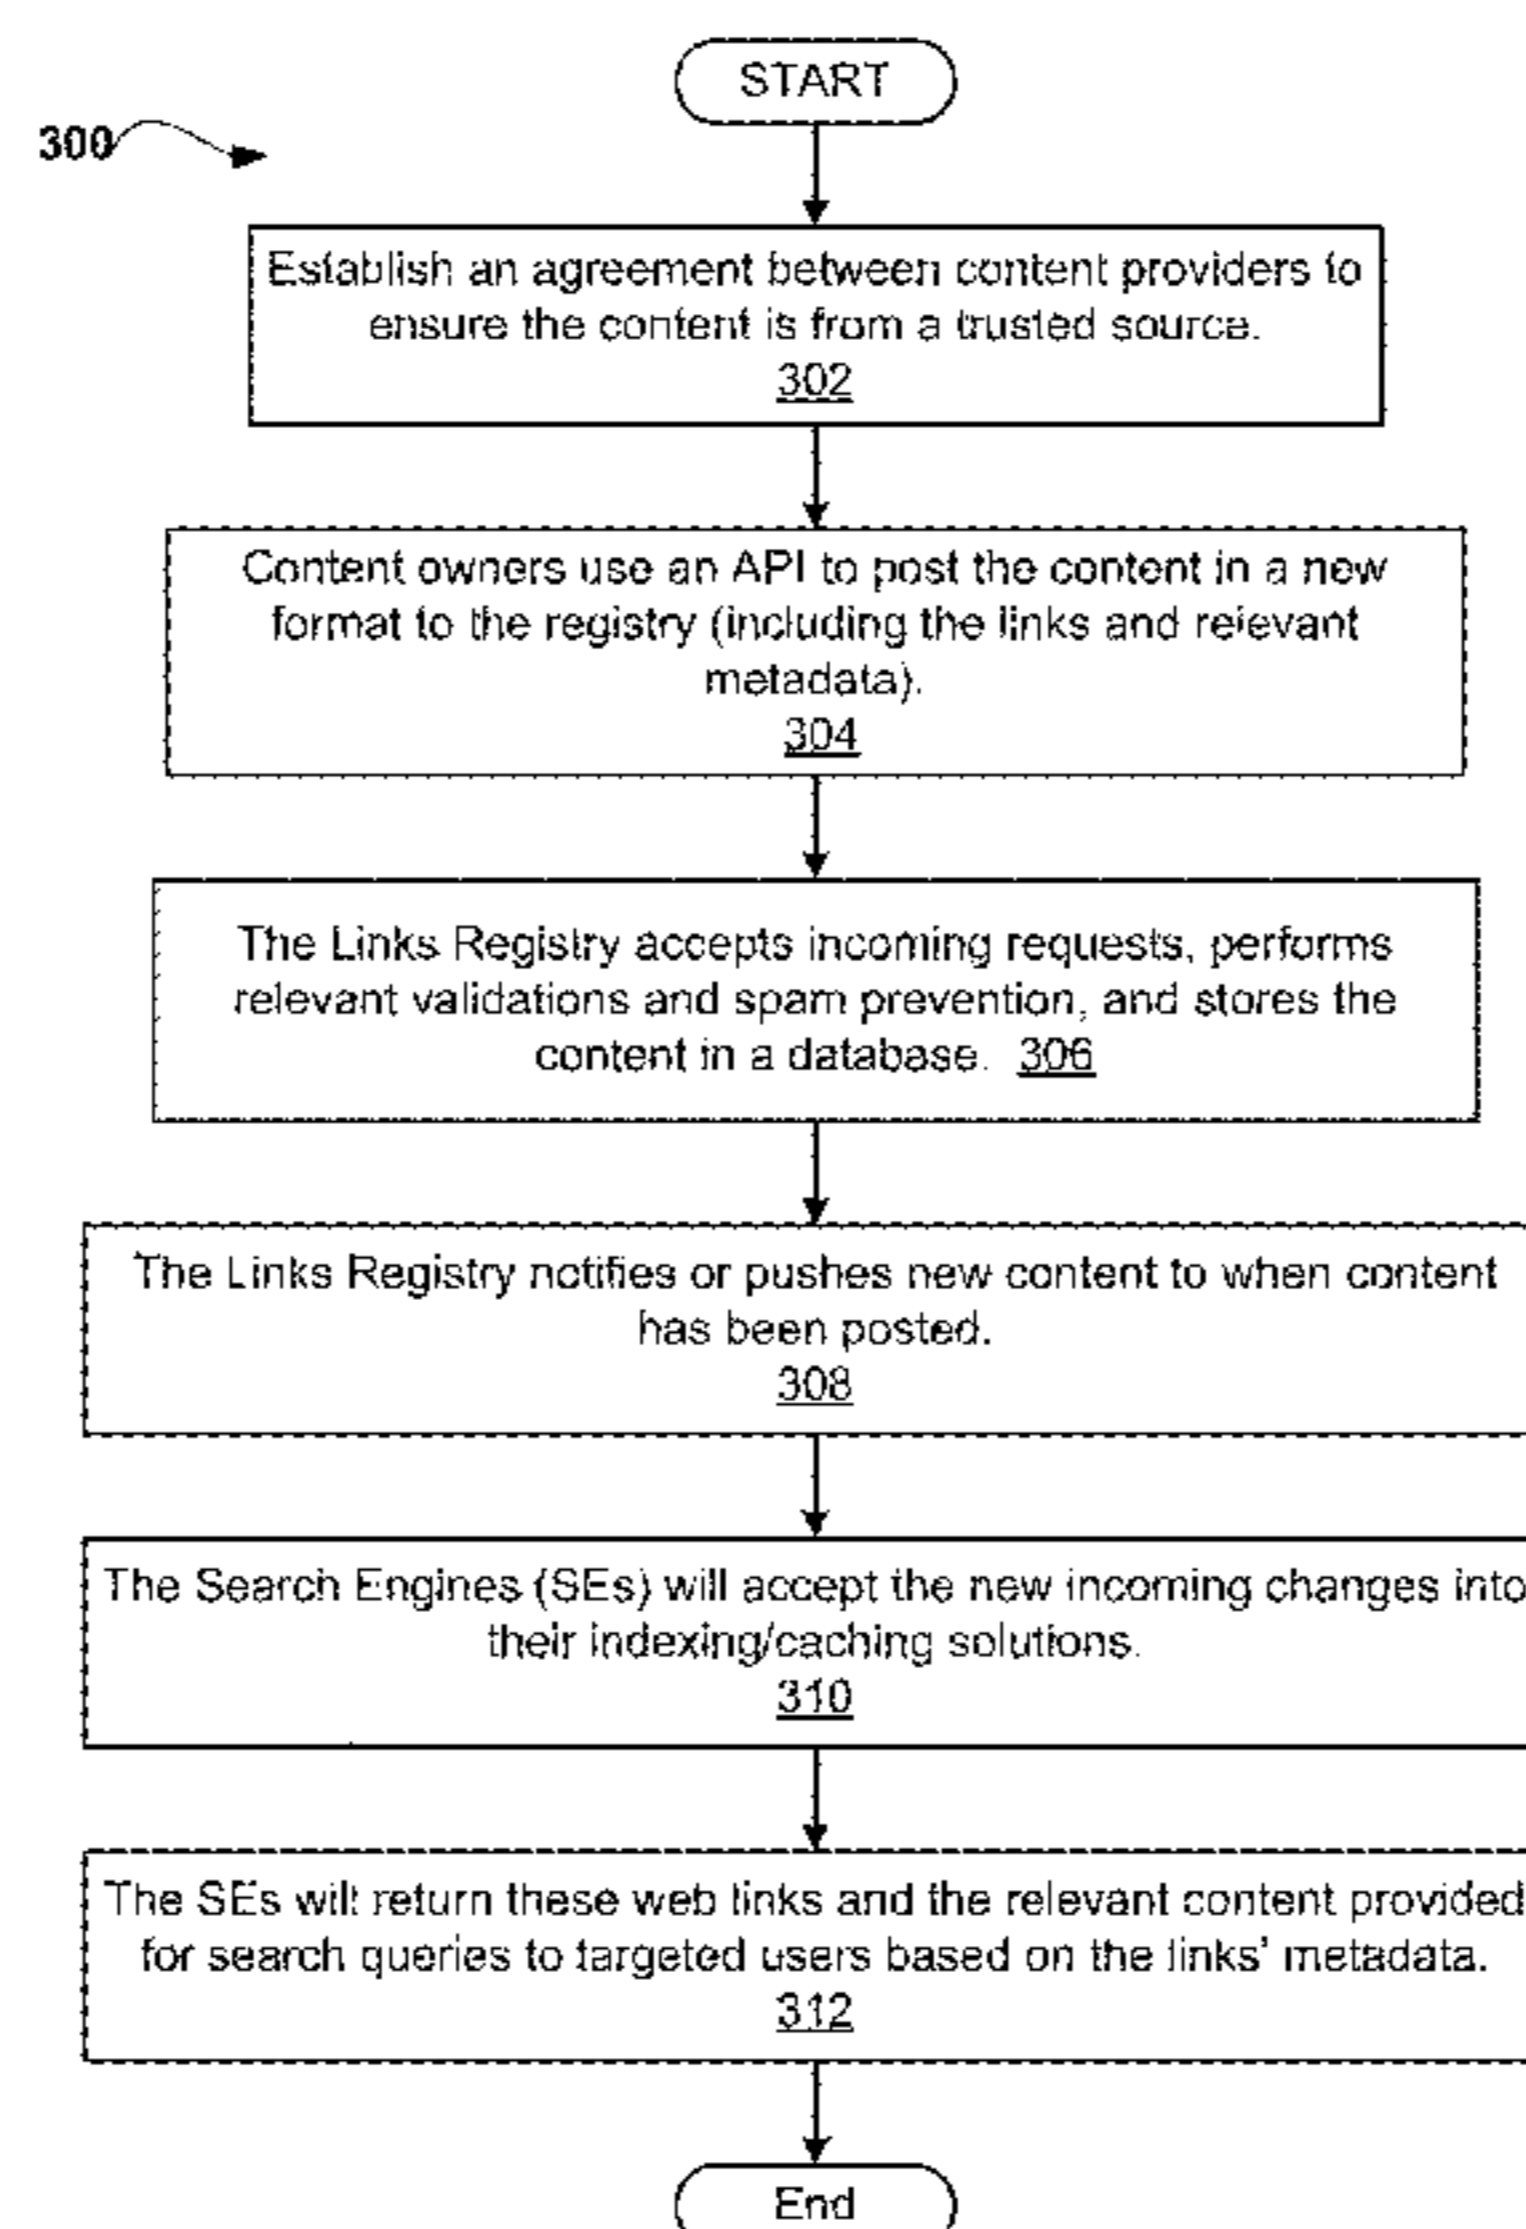 START
300
Establish an agreement between content providers to
ensure the content is from a trusted source.
302
Content owners use an API to post the content in a new
format to the registry (including the links and relevant
metadata).
304
The Links Registry accepts incoming requests, performs
relevant validations and spam prevention, and stores the
content in a database. 306
The Links Registry notifies or pushes new content to when content
has been posted.
308
The Search Engines (SEs) will accept the new incoming changes into
their indexing/caching solutions.
310
The SEs will return these web links and the relevant content provided
for search queries to targeted users based on the links' metadata.
312
End